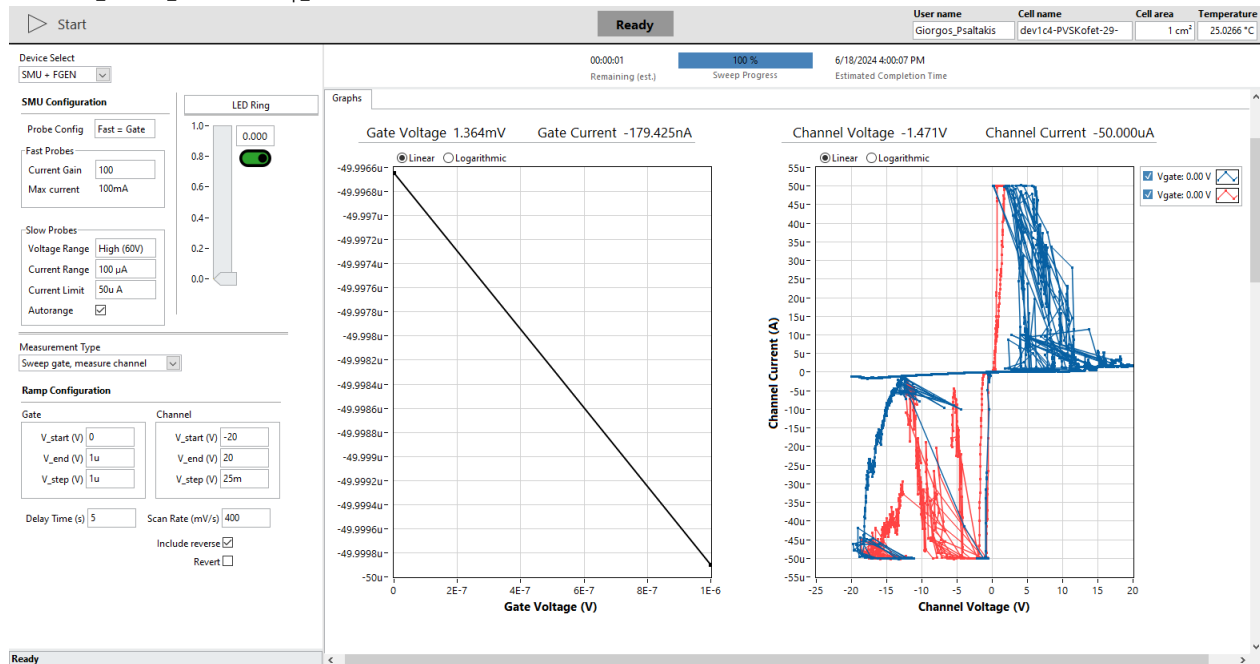 Start
Ready
User name
Giorgos_Psaltakis
Cell name
dev1c4-PVSKofet-29-
Cell area
1 cm²
Temperature
25.0266 °C
Device Select
SMU + FGEN
00:00:01
Remaining (est.)
100 %
Sweep Progress
6/18/2024 4:00:07 PM
Estimated Completion Time
SMU Configuration
Probe Config Fast = Gate
Fast Probes
Current Gain 100
Max current 100mA
Slow Probes
Voltage Range High (60V)
Current Range 100 µA
Current Limit 50u A
Autorange
LED Ring
0.000
1.0
0.8
0.6
0.4
0.2
0.0
Measurement Type
Sweep gate, measure channel
Ramp Configuration
Gate
V_start (V) 0
V_end (V) 1u
V_step (V) 1u
Channel
V_start (V) -20
V_end (V) 20
V_step (V) 25m
Delay Time (s) 5
Scan Rate (mV/s) 400
Include reverse
Revert
Ready
Graphs
Gate Voltage 1.364mV Gate Current -179.425nA
Linear Logarithmic
-49.9966u
-49.9968u
-49.997u
-49.9972u
-49.9974u
-49.9976u
-49.9978u
-49.998u
-49.9982u
-49.9984u
-49.9986u
-49.9988u
-49.999u
-49.9992u
-49.9994u
-49.9996u
-49.9998u
-50u
0 2E-7 4E-7 6E-7 8E-7 1E-6
Gate Voltage (V)
Channel Voltage -1.471V Channel Current -50.000uA
Linear Logarithmic
Channel Current (A)
55u
50u
45u
40u
35u
30u
25u
20u
15u
10u
5u
0
-5u
-10u
-15u
-20u
-25u
-30u
-35u
-40u
-45u
-50u
-55u
-25 -20 -15 -10 -5 0 5 10 15 20
Channel Voltage (V)
Vgate: 0.00 V
Vgate: 0.00 V